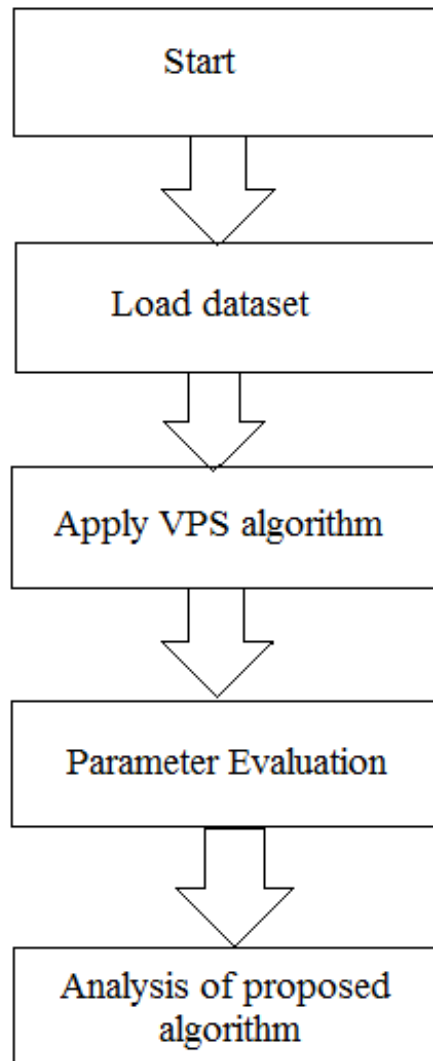 Start
Load dataset
Apply VPS algorithm
Parameter Evaluation
Analysis of proposed
algorithm